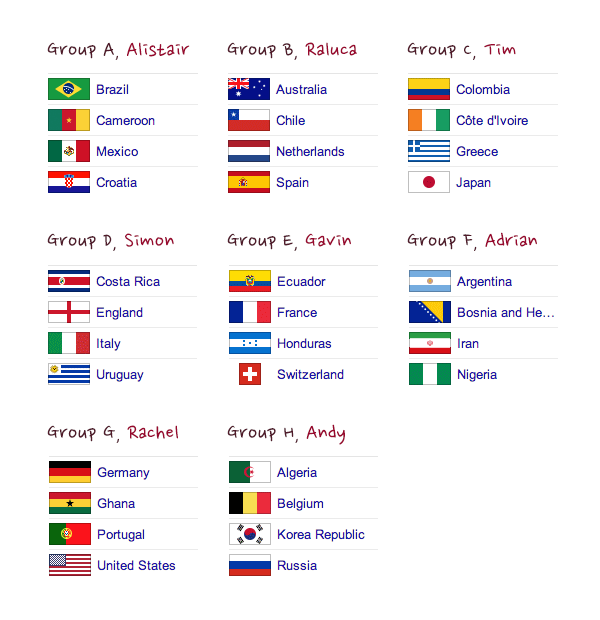 Group A, Alistair
Brazil
Cameroon
Mexico
Croatia
Group B, Raluca
Australia
Chile
Netherlands
Spain
Group C, Tim
Colombia
Côte d'Ivoire
Greece
Japan
Group D, Simon
Costa Rica
England
Italy
Uruguay
Group E, Gavin
Ecuador
France
Honduras
Switzerland
Group F, Adrian
Argentina
Bosnia and He...
Iran
Nigeria
Group G, Rachel
Germany
Ghana
Portugal
United States
Group H, Andy
Algeria
Belgium
Korea Republic
Russia